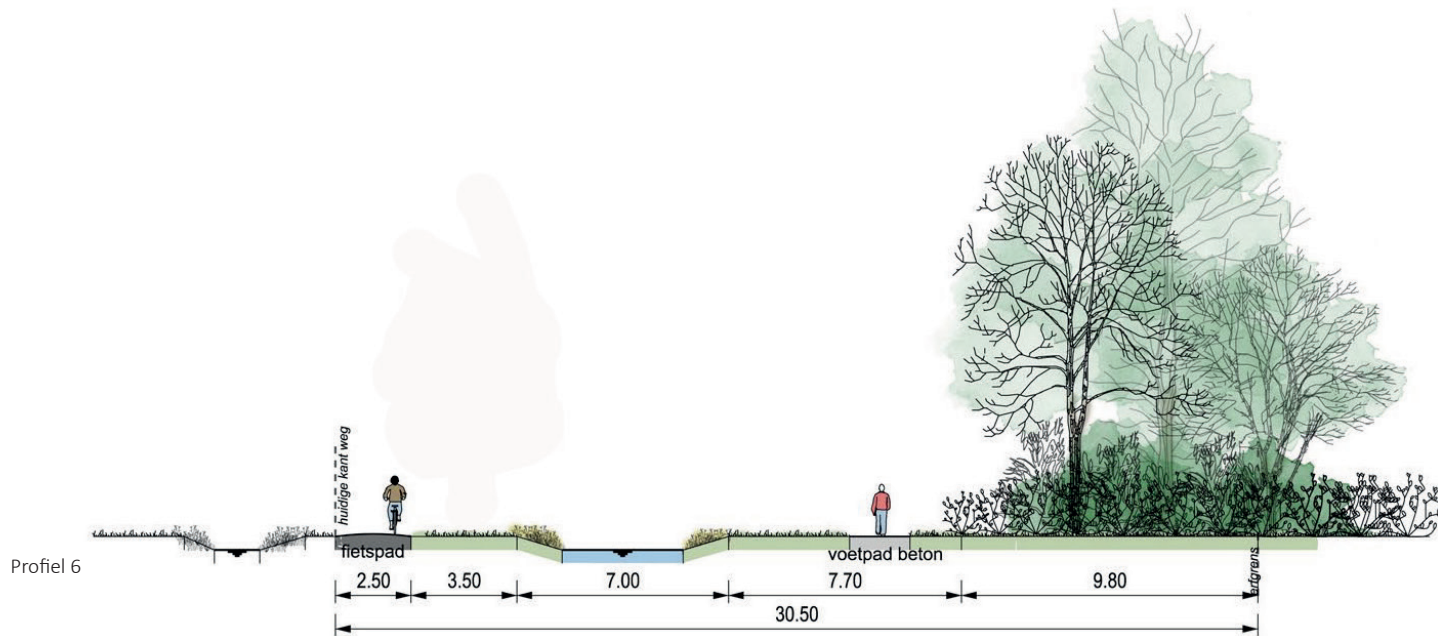 huidige kant weg
fietspad
voetpad beton
erfgrens
Profiel 6
2.50 3.50 7.00 7.70 9.80
30.50